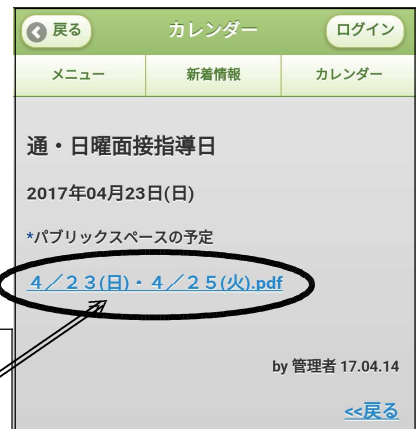 戻る カレンダー ログイン
メニュー 新着情報 カレンダー
通・日曜面接指導日
2017年04月23日(日)
*パブリックスペースの予定
４／２３(日)・４／２５(火).pdf
by 管理者 17.04.14
<<戻る